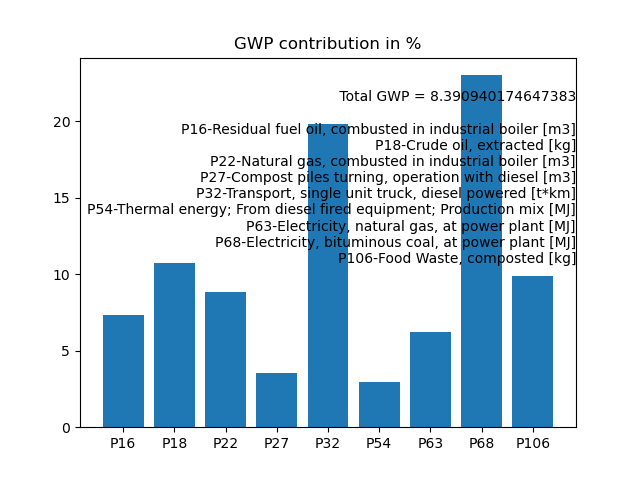 GWP contribution in %
Total GWP = 8.390940174647383
20
P16-Residual fuel oil, combusted in industrial boiler [m3]
P18-Crude oil, extracted [kg]
P22-Natural gas, combusted in industrial boiler [m3]
P27-Compost piles turning, operation with diesel [m3]
15
P32-Transport, single unit truck, diesel powered [t*km]
P54-Thermal energy; From diesel fired equipment; Production mix [MJ]
P63-Electricity, natural gas, at power plant [MJ]
P68-Electricity, bituminous coal, at power plant [MJ]
P106-Food Waste, composted [kg]
10
5
0
P16 P18 P22 P27 P32 P54 P63 P68 P106